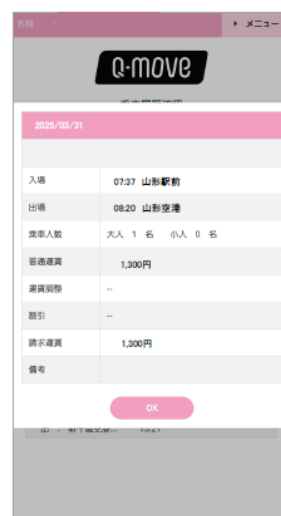 名前 :
メニュー
Q-move
2025/03/31
入場 07:37 山形駅前
出場 08:20 山形空港
乗車人数 大人 1 名 小人 0 名
普通運賃 1,300円
運賃調整 --
割引 --
請求運賃 1,300円
備考
OK